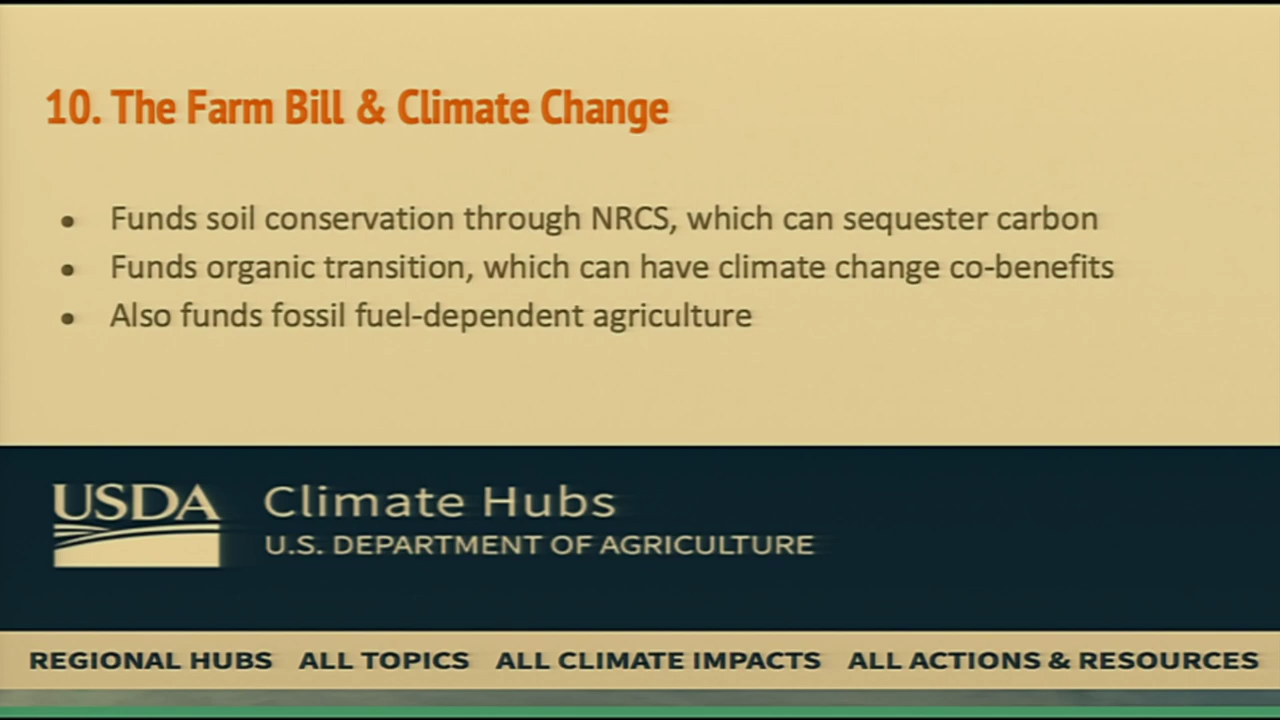 10. The Farm Bill & Climate Change
• Funds soil conservation through NRCS, which can sequester carbon
• Funds organic transition, which can have climate change co-benefits
• Also funds fossil fuel-dependent agriculture
USDA Climate Hubs
U.S. DEPARTMENT OF AGRICULTURE
REGIONAL HUBS ALL TOPICS ALL CLIMATE IMPACTS ALL ACTIONS & RESOURCES